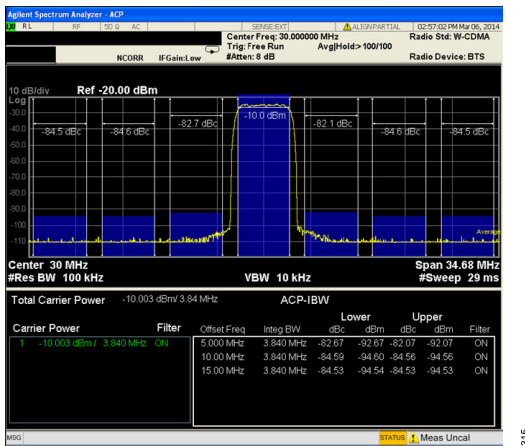 Agilent Spectrum Analyzer - ACP
RL RF 50 Ω AC SENSE:EXT ALIGN PARTIAL 02:57:02 PM Mar 06, 2014
Center Freq: 30.000000 MHz Radio Std: W-CDMA
Trig: Free Run Avg|Hold:> 100/100
NCORR IFGain:Low #Atten: 8 dB Radio Device: BTS
10 dB/div Ref -20.00 dBm
Log
-30.0
-40.0
-60.0
-70.0
-90.0
-100
-110
-84.5 dBc -84.6 dBc -82.7 dBc -10.0 dBm -82.1 dBc -84.6 dBc -84.5 dBc
Average
Center 30 MHz Span 34.68 MHz
#Res BW 100 kHz VBW 10 kHz #Sweep 29 ms
Total Carrier Power -10.003 dBm/ 3.84 MHz ACP-IBW
Lower Upper
Carrier Power Filter Offset Freq Integ BW dBc dBm dBc dBm Filter
1 -10.003 dBm / 3.840 MHz ON 5.000 MHz 3.840 MHz -82.67 -92.67 -82.07 -92.07 ON
10.00 MHz 3.840 MHz -84.59 -94.60 -84.56 -94.56 ON
15.00 MHz 3.840 MHz -84.53 -94.54 -84.53 -94.53 ON
MSG STATUS Meas Uncal